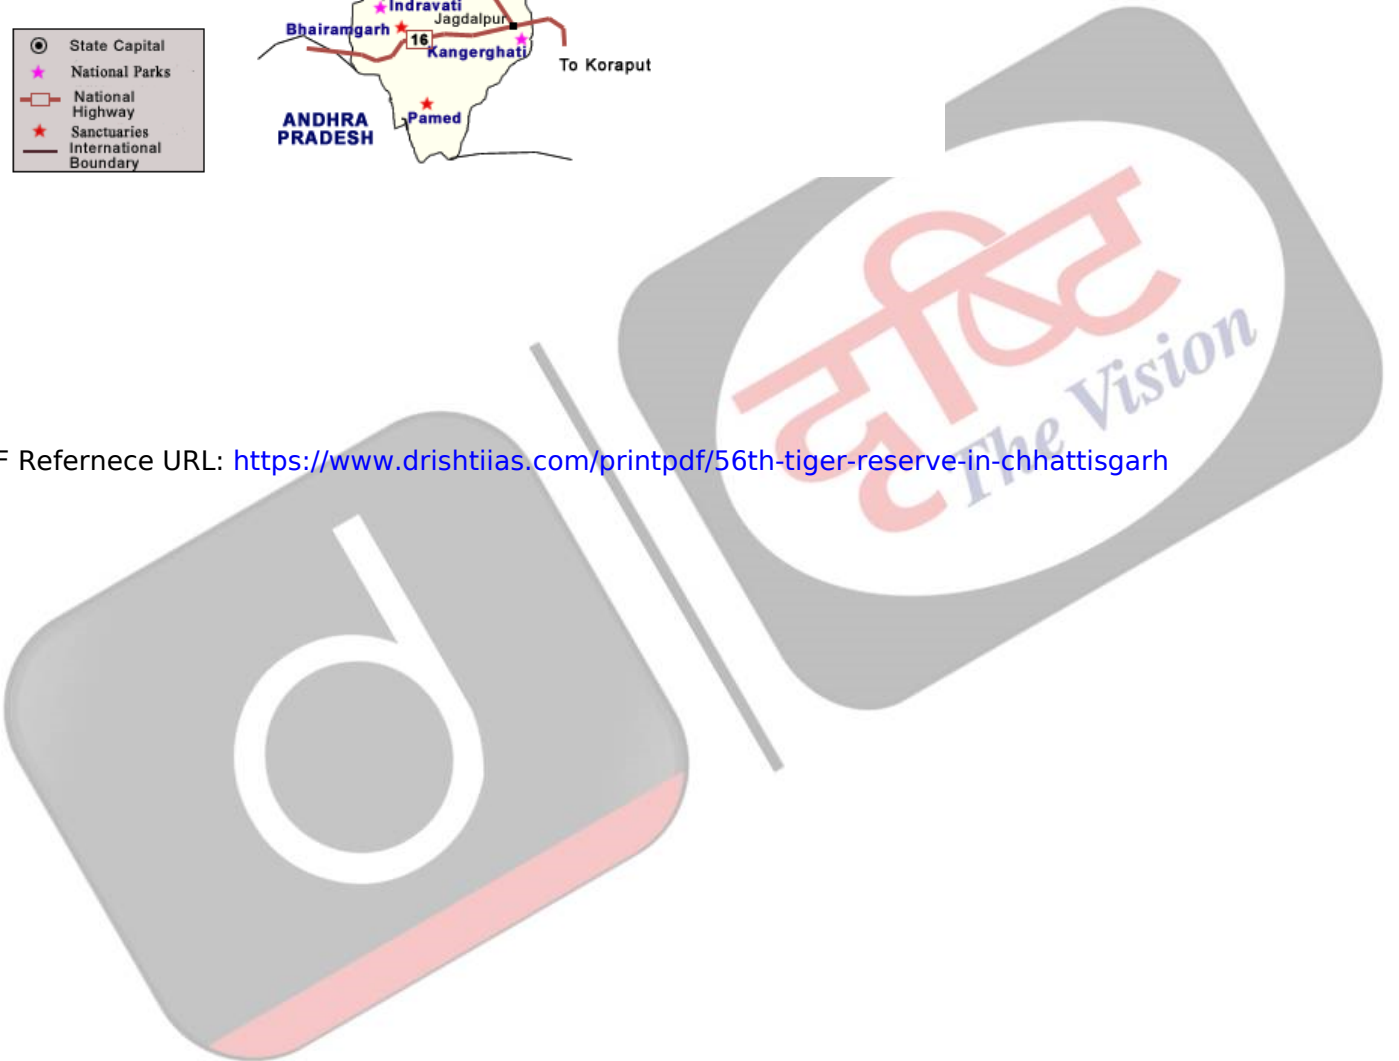 Indravati
Jagdalpur
Bhairamgarh
16
Kangerghati
To Koraput
State Capital
National Parks
National
Highway
Sanctuaries
International
Boundary
Pamed
ANDHRA
PRADESH
दृष्टि
The Vision
F Refernece URL: https://www.drishtiias.com/printpdf/56th-tiger-reserve-in-chhattisgarh
d